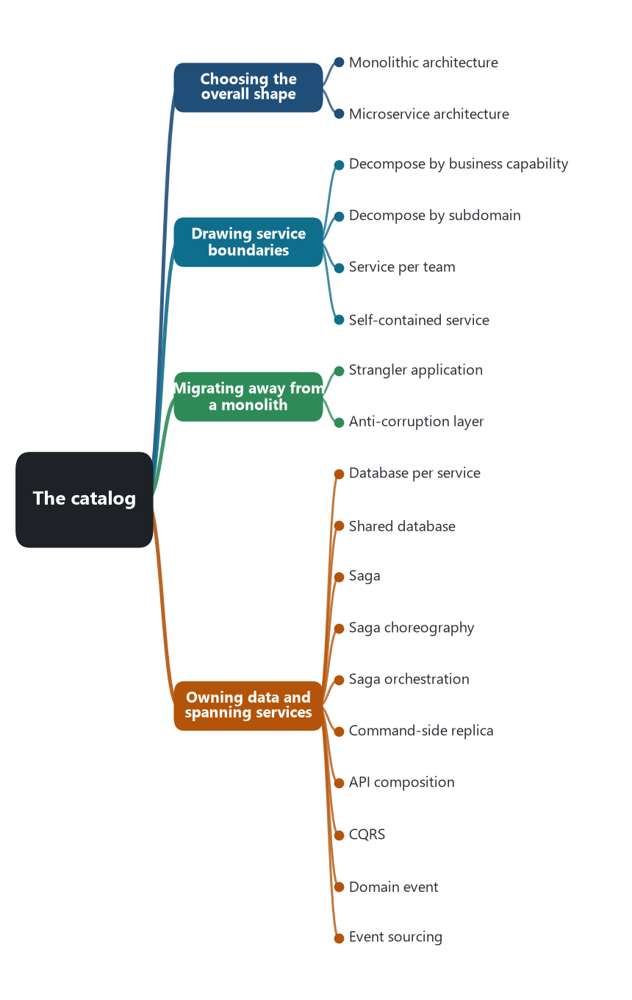 The catalog
Choosing the
overall shape
Monolithic architecture
Microservice architecture
Drawing service
boundaries
Decompose by business capability
Decompose by subdomain
Service per team
Self-contained service
Migrating away from
a monolith
Strangler application
Anti-corruption layer
Owning data and
spanning services
Database per service
Shared database
Saga
Saga choreography
Saga orchestration
Command-side replica
API composition
CQRS
Domain event
Event sourcing